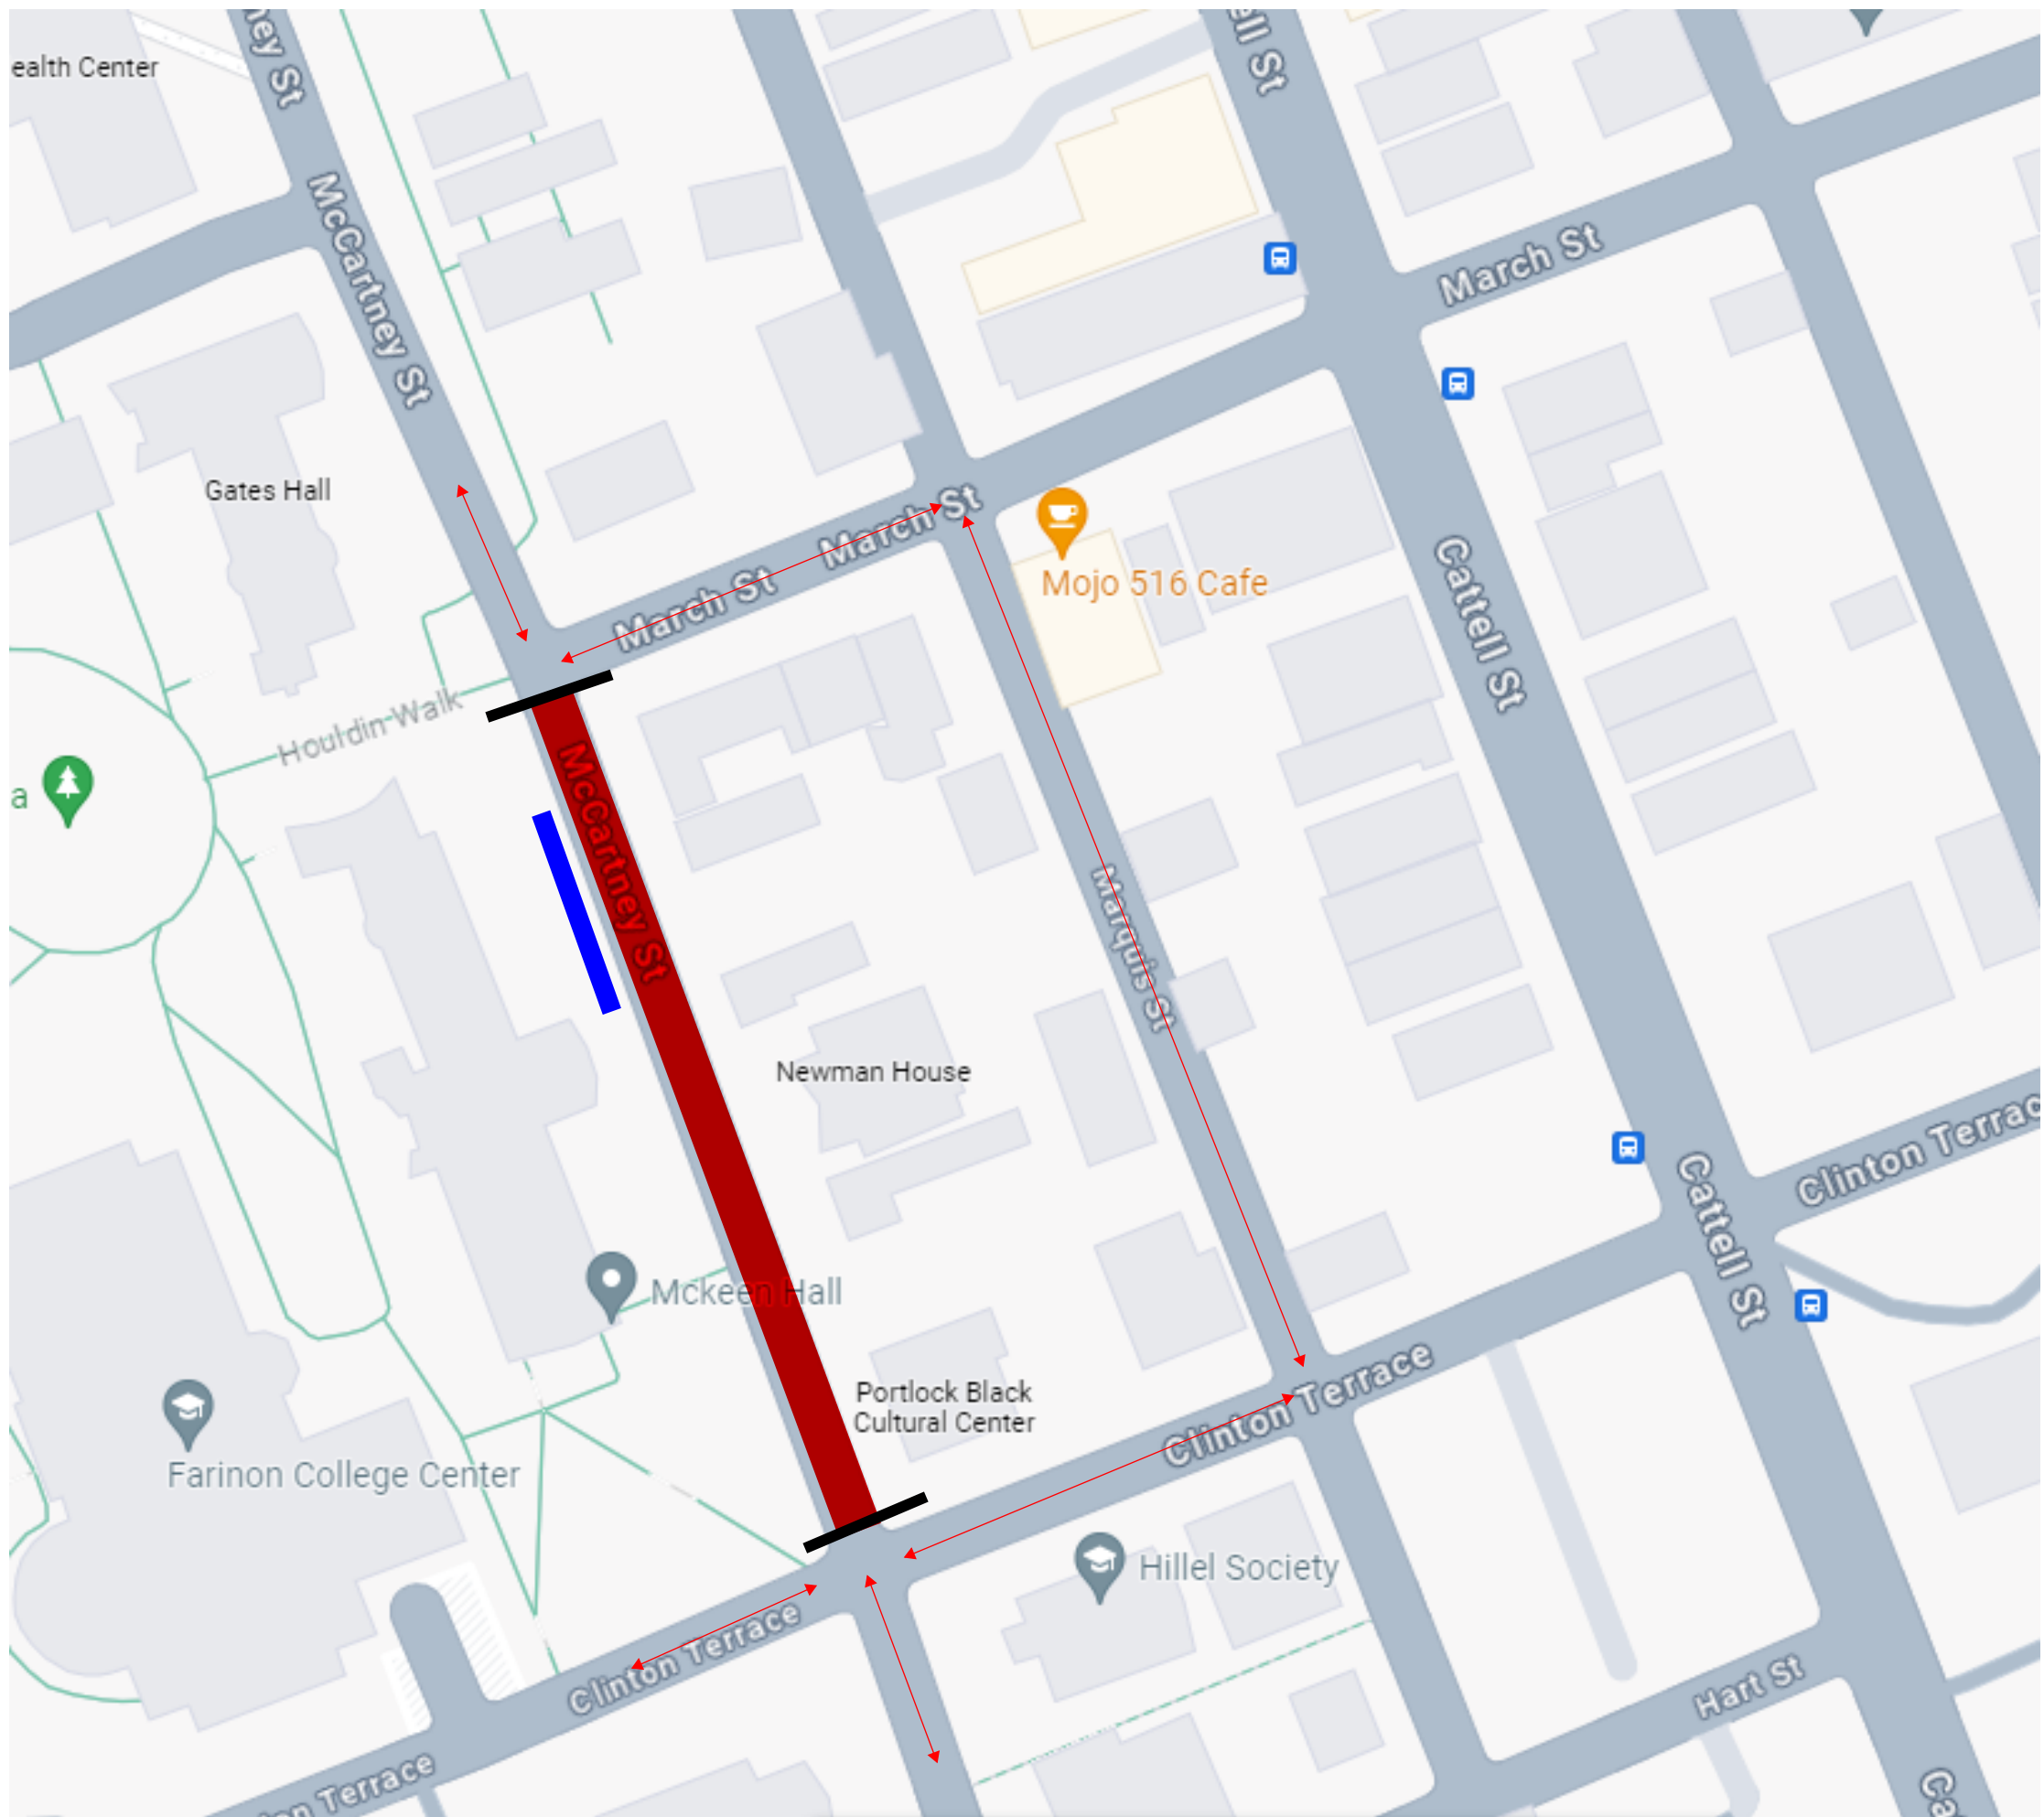 ney St
ell St
ealth Center
McCartney St
March St
Gates Hall
March St
March St
Mojo 516 Cafe
Cattell St
Houldin Walk
McCartney St
a
Marquis St
Newman House
Clinton Terrac
Cattell St
Mckeen Hall
Portlock Black
Cultural Center
Clinton Terrace
Farinon College Center
Hillel Society
Clinton Terrace
Hart St
on Terrace
Ca